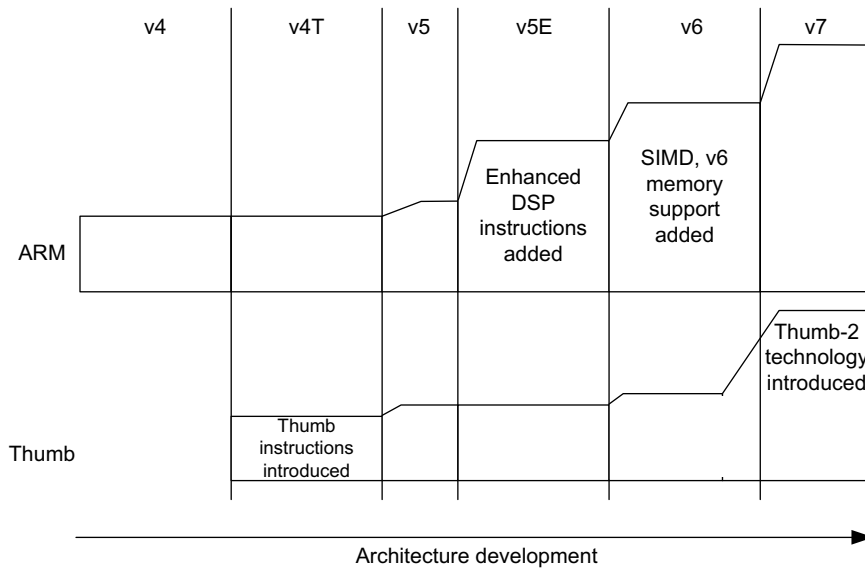 v4
v4T
v5
v5E
v6
v7
ARM
Enhanced
DSP
instructions
added
SIMD, v6
memory
support
added
Thumb
Thumb
instructions
introduced
Thumb-2
technology
introduced
Architecture development